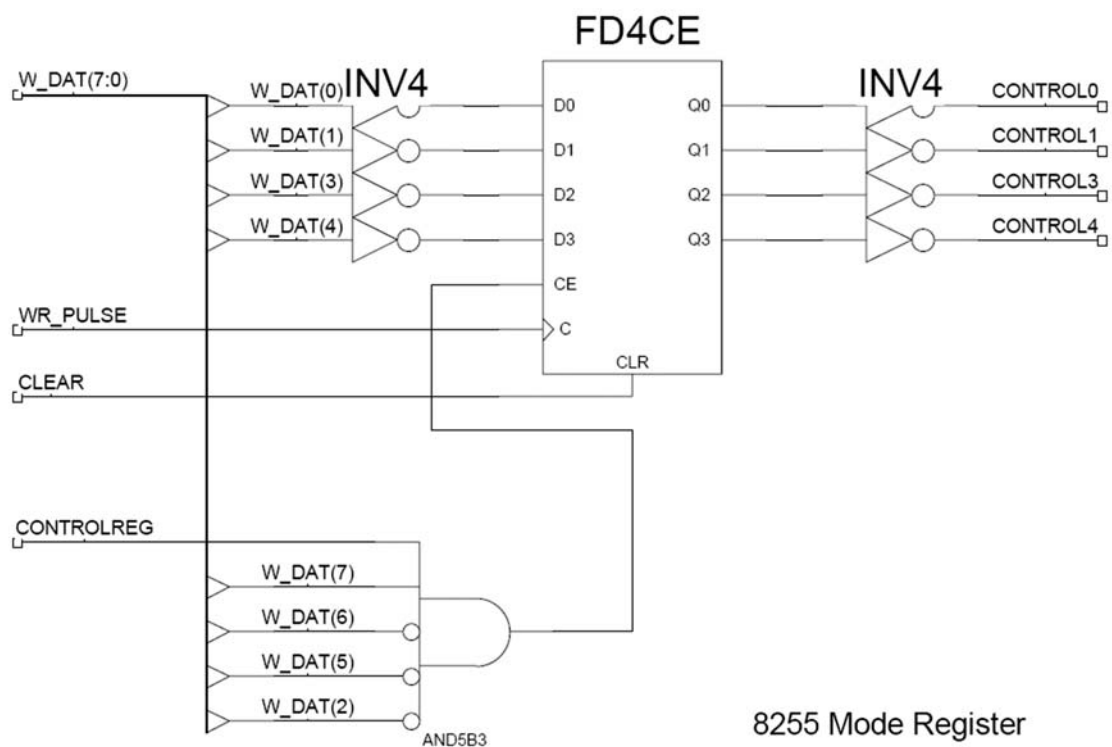 FD4CE
W_DAT(7:0)
INV4
INV4
W_DAT(0)
D0
Q0
CONTROL0
W_DAT(1)
D1
Q1
CONTROL1
W_DAT(3)
D2
Q2
CONTROL3
W_DAT(4)
D3
Q3
CONTROL4
CE
WR_PULSE
C
CLR
CLEAR
CONTROLREG
W_DAT(7)
W_DAT(6)
W_DAT(5)
W_DAT(2)
AND5B3
8255 Mode Register